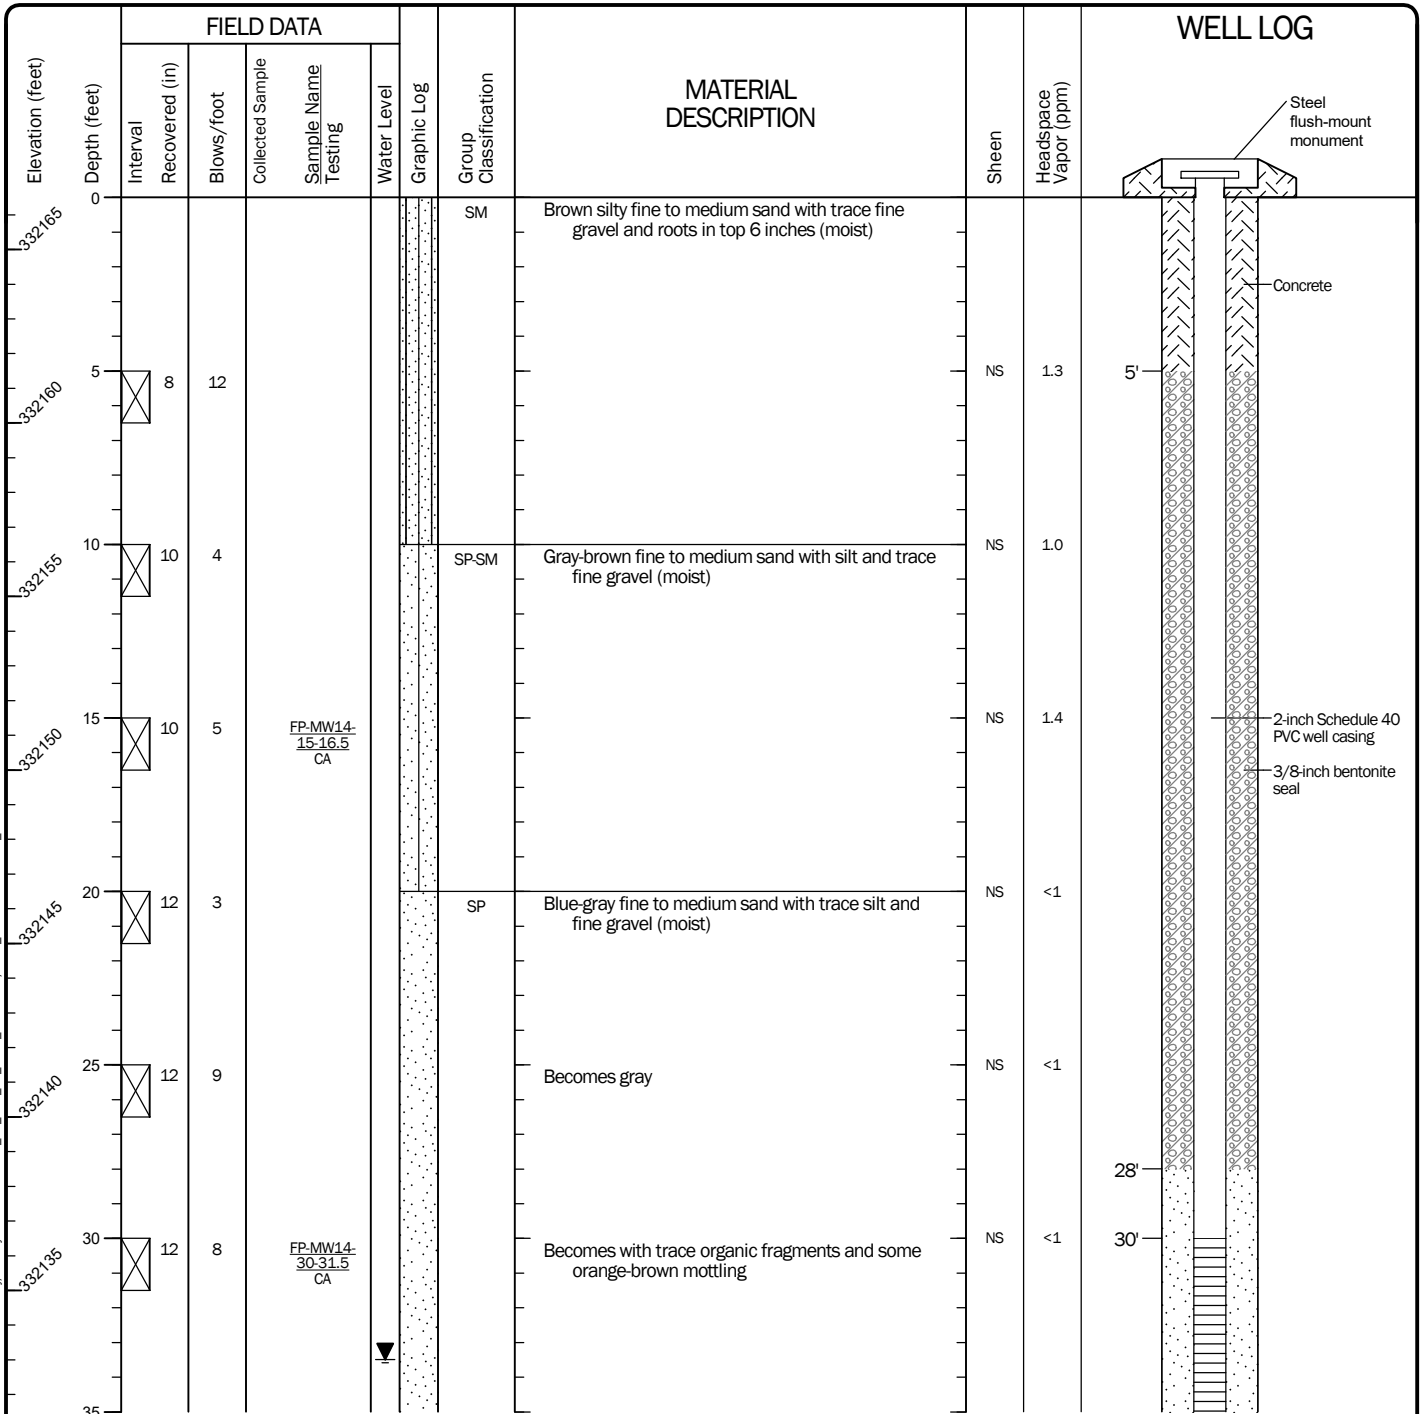 FIELD DATA
WELL LOG
Elevation (feet)
Depth (feet)
Interval
Recovered (in)
Blows/foot
Collected Sample
Sample Name
Testing
Water Level
Graphic Log
Group
Classification
MATERIAL
DESCRIPTION
Sheen
Headspace
Vapor (ppm)
Steel
flush-mount
monument
0
332165
SM
Brown silty fine to medium sand with trace fine
gravel and roots in top 6 inches (moist)
Concrete
5
332160
8
12
NS
1.3
5'
10
332155
10
4
SP-SM
Gray-brown fine to medium sand with silt and trace
fine gravel (moist)
NS
1.0
15
332150
10
5
FP-MW14-
15-16.5
CA
NS
1.4
2-inch Schedule 40
PVC well casing
3/8-inch bentonite
seal
20
332145
12
3
SP
Blue-gray fine to medium sand with trace silt and
fine gravel (moist)
NS
<1
25
332140
12
9
Becomes gray
NS
<1
28'
30
332135
12
8
FP-MW14-
30-31.5
CA
Becomes with trace organic fragments and some
orange-brown mottling
NS
<1
30'
35